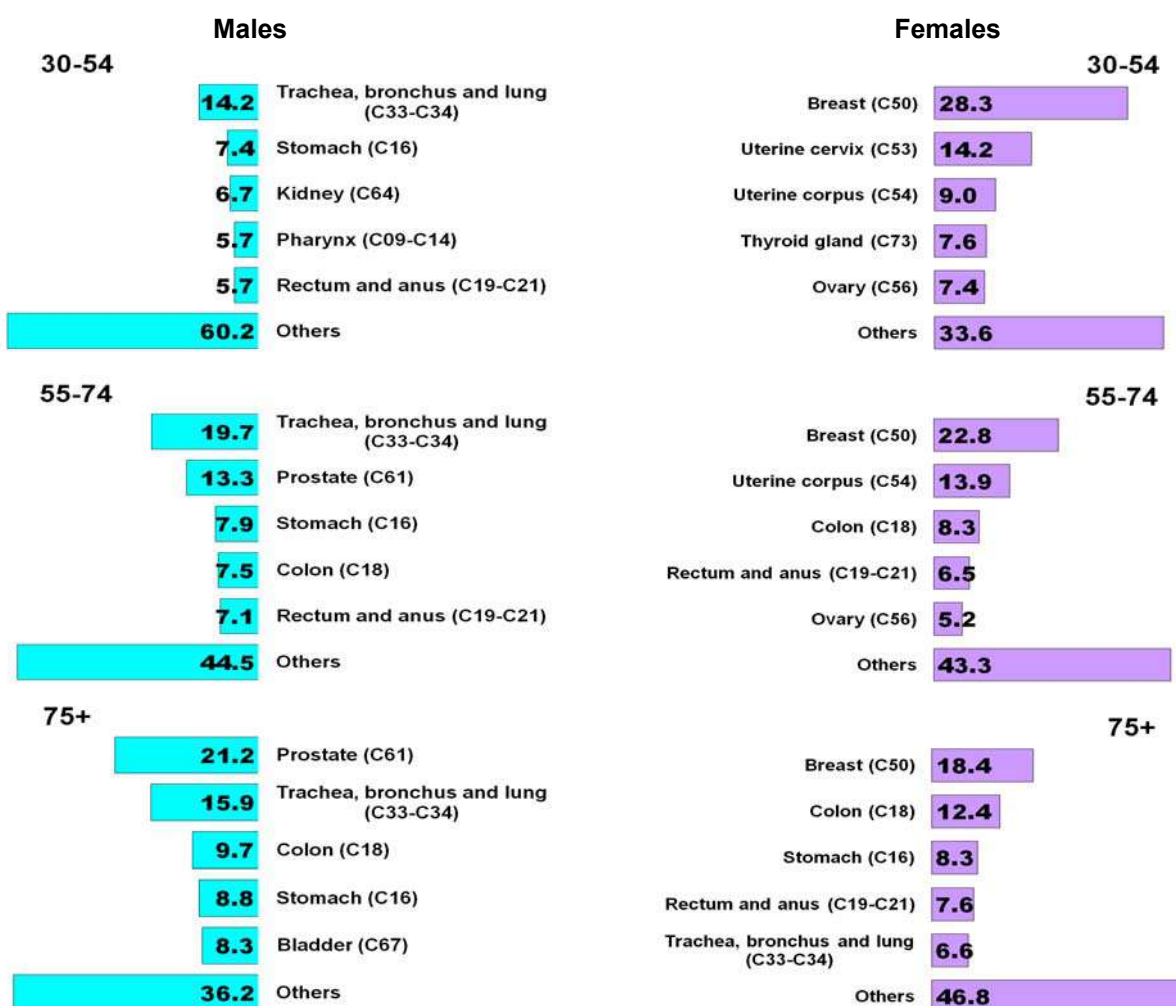 Males
30-54
14.2 Trachea, bronchus and lung
(C33-C34)
7.4 Stomach (C16)
6.7 Kidney (C64)
5.7 Pharynx (C09-C14)
5.7 Rectum and anus (C19-C21)
60.2 Others
55-74
19.7 Trachea, bronchus and lung
(C33-C34)
13.3 Prostate (C61)
7.9 Stomach (C16)
7.5 Colon (C18)
7.1 Rectum and anus (C19-C21)
44.5 Others
75+
21.2 Prostate (C61)
15.9 Trachea, bronchus and lung
(C33-C34)
9.7 Colon (C18)
8.8 Stomach (C16)
8.3 Bladder (C67)
36.2 Others
Females
30-54
Breast (C50) 28.3
Uterine cervix (C53) 14.2
Uterine corpus (C54) 9.0
Thyroid gland (C73) 7.6
Ovary (C56) 7.4
Others 33.6
55-74
Breast (C50) 22.8
Uterine corpus (C54) 13.9
Colon (C18) 8.3
Rectum and anus (C19-C21) 6.5
Ovary (C56) 5.2
Others 43.3
75+
Breast (C50) 18.4
Colon (C18) 12.4
Stomach (C16) 8.3
Rectum and anus (C19-C21) 7.6
Trachea, bronchus and lung
(C33-C34) 6.6
Others 46.8